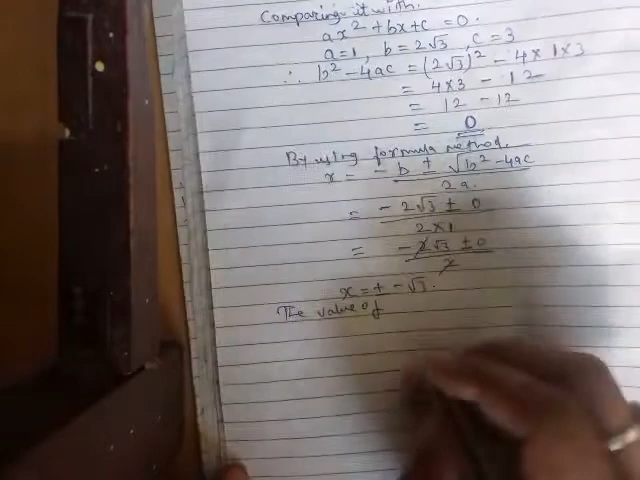 Comparing it with.
ax² + bx + c = 0.
a=1, b = 2√3, c = 3
∴ b² - 4ac = (2√3)² - 4×1×3
= 4×3 - 12
= 12 - 12
= 0
By using formula method.
x = -b ± √b² - 4ac / 2a.
= -2√3 ± 0 / 2×1
= -2√3 ± 0 / 2
x = ± - √3.
The value of